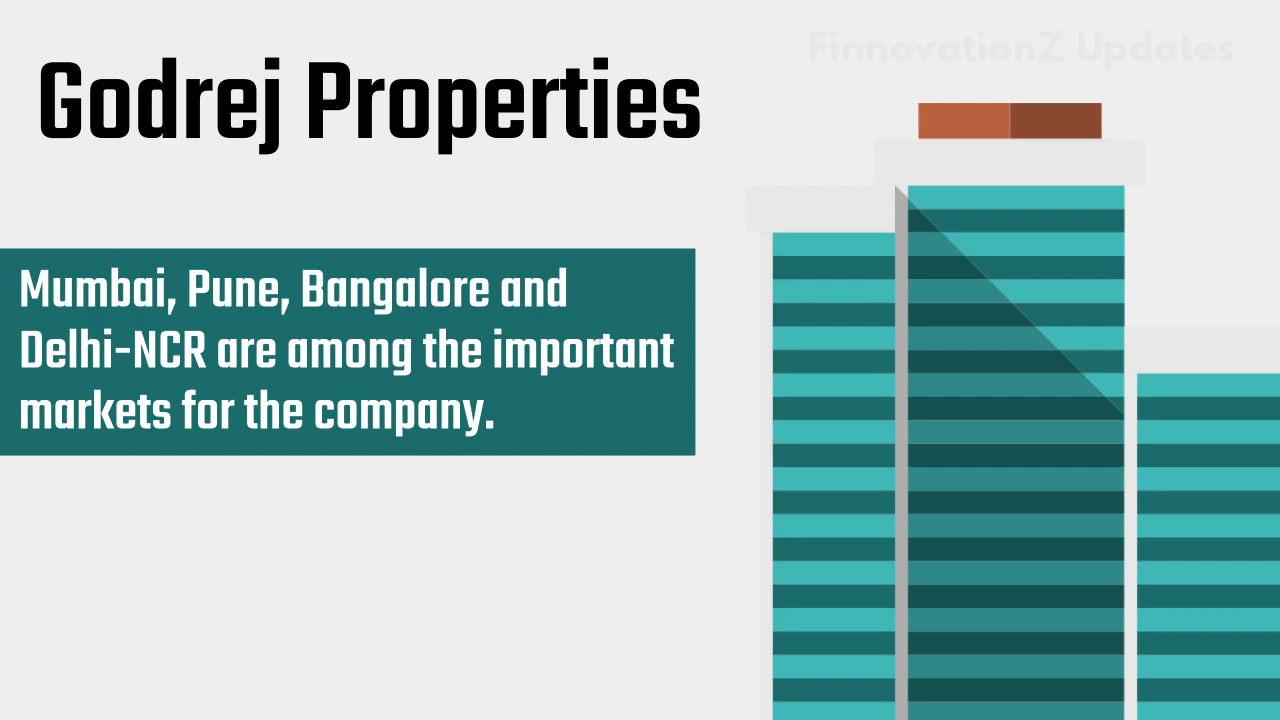 FinnovationZ Updates
Godrej Properties
Mumbai, Pune, Bangalore and
Delhi-NCR are among the important
markets for the company.